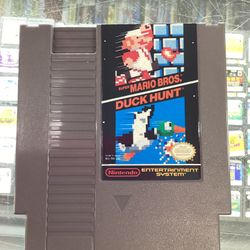 SUPER MARIO BROS.
DUCK HUNT
Nintendo
ENTERTAINMENT
SYSTEM